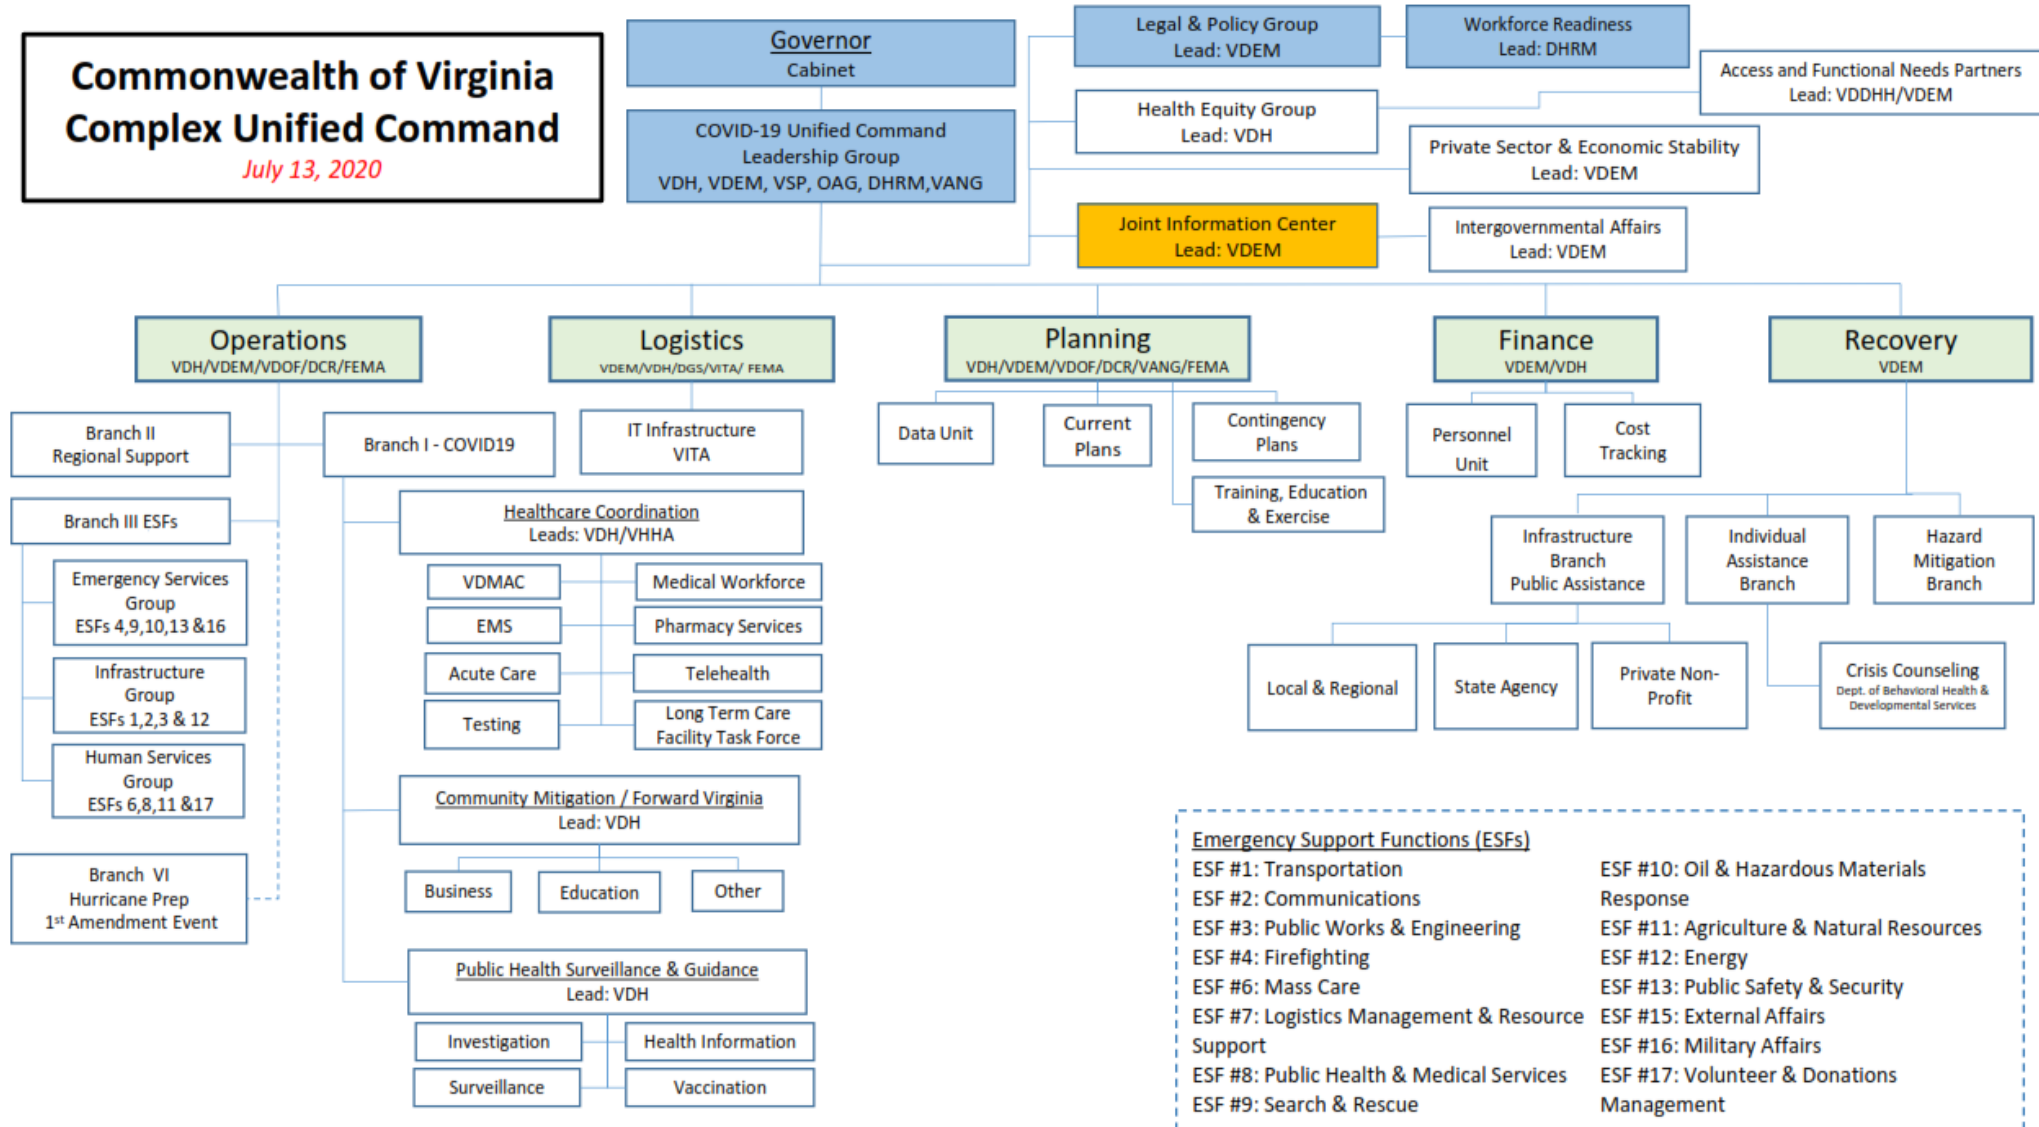 Commonwealth of Virginia
Complex Unified Command
July 13, 2020
Governor
Cabinet
COVID-19 Unified Command
Leadership Group
VDH, VDEM, VSP, OAG, DHRM,VANG
Legal & Policy Group
Lead: VDEM
Workforce Readiness
Lead: DHRM
Health Equity Group
Lead: VDH
Access and Functional Needs Partners
Lead: VDDHH/VDEM
Private Sector & Economic Stability
Lead: VDEM
Joint Information Center
Lead: VDEM
Intergovernmental Affairs
Lead: VDEM
Operations
VDH/VDEM/VDOF/DCR/FEMA
Logistics
VDEM/VDH/DGS/VITA/ FEMA
Planning
VDH/VDEM/VDOF/DCR/VANG/FEMA
Finance
VDEM/VDH
Recovery
VDEM
Branch II
Regional Support
Branch I - COVID19
Branch III ESFs
Emergency Services
Group
ESFs 4,9,10,13 &16
Infrastructure
Group
ESFs 1,2,3 & 12
Human Services
Group
ESFs 6,8,11 &17
Branch  VI
Hurricane Prep
1st Amendment Event
Healthcare Coordination
Leads: VDH/VHHA
VDMAC
Medical Workforce
EMS
Pharmacy Services
Acute Care
Telehealth
Testing
Long Term Care
Facility Task Force
Community Mitigation / Forward Virginia
Lead: VDH
Business
Education
Other
Public Health Surveillance & Guidance
Lead: VDH
Investigation
Health Information
Surveillance
Vaccination
IT Infrastructure
VITA
Data Unit
Current
Plans
Contingency
Plans
Training, Education
& Exercise
Personnel
Unit
Cost
Tracking
Infrastructure
Branch
Public Assistance
Individual
Assistance
Branch
Hazard
Mitigation
Branch
Local & Regional
State Agency
Private Non-
Profit
Crisis Counseling
Dept. of Behavioral Health &
Developmental Services
Emergency Support Functions (ESFs)
ESF #1: Transportation
ESF #2: Communications
ESF #3: Public Works & Engineering
ESF #4: Firefighting
ESF #6: Mass Care
ESF #7: Logistics Management & Resource
Support
ESF #8: Public Health & Medical Services
ESF #9: Search & Rescue
ESF #10: Oil & Hazardous Materials
Response
ESF #11: Agriculture & Natural Resources
ESF #12: Energy
ESF #13: Public Safety & Security
ESF #15: External Affairs
ESF #16: Military Affairs
ESF #17: Volunteer & Donations
Management